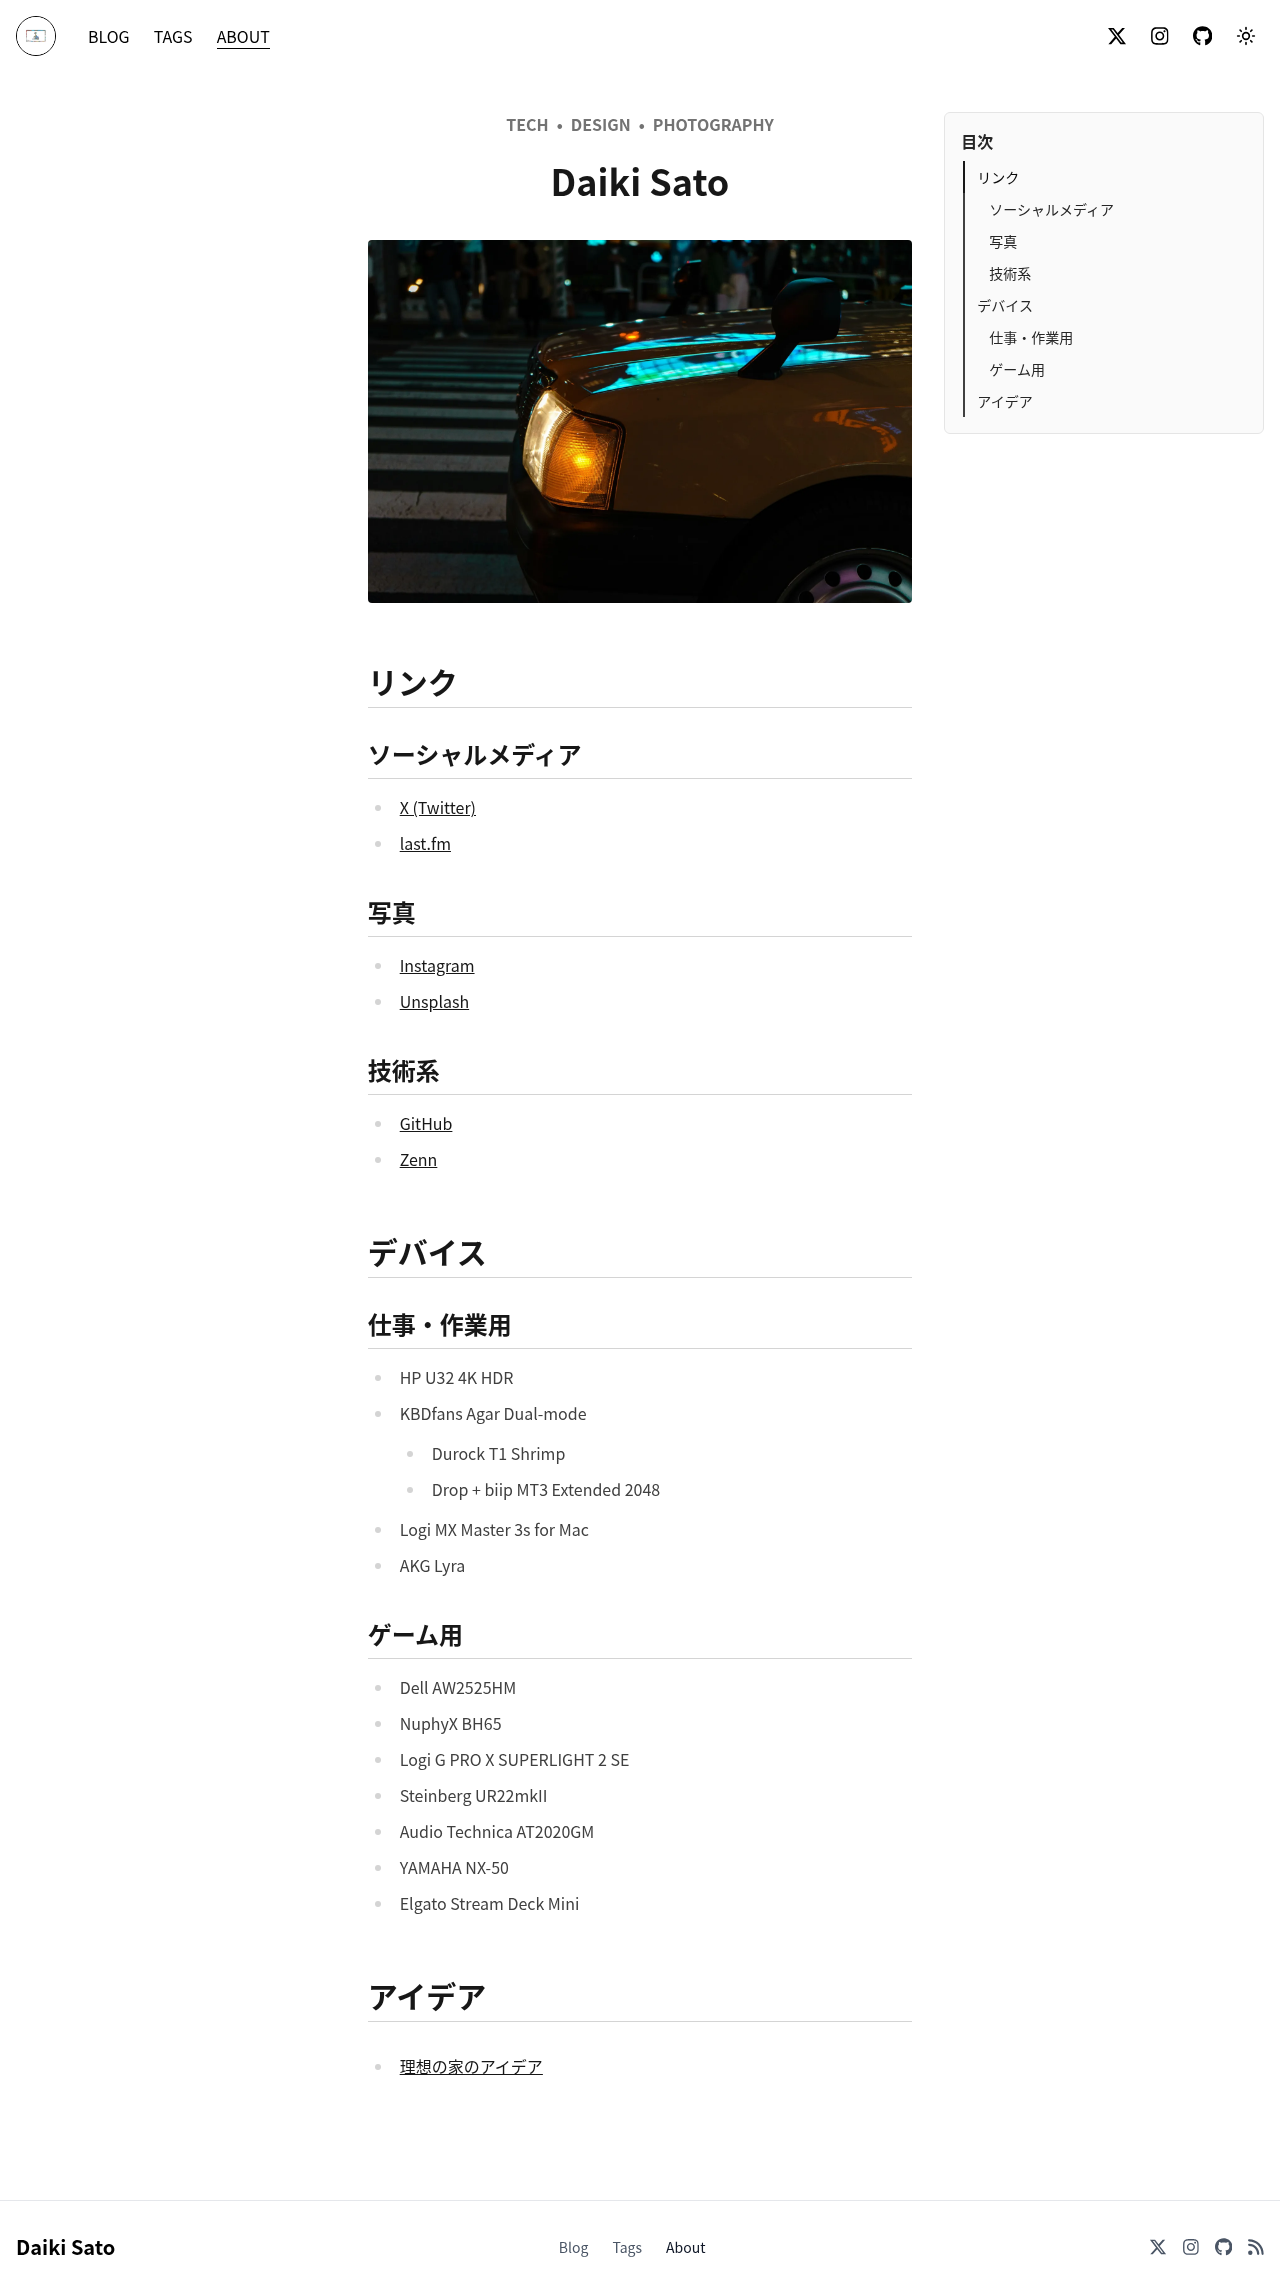 BLOG TAGS ABOUT
TECH • DESIGN • PHOTOGRAPHY
Daiki Sato
目次
リンク
ソーシャルメディア
写真
技術系
デバイス
仕事・作業用
ゲーム用
アイデア
リンク
ソーシャルメディア
X (Twitter)
last.fm
写真
Instagram
Unsplash
技術系
GitHub
Zenn
デバイス
仕事・作業用
HP U32 4K HDR
KBDfans Agar Dual-mode
Durock T1 Shrimp
Drop + biip MT3 Extended 2048
Logi MX Master 3s for Mac
AKG Lyra
ゲーム用
Dell AW2525HM
NuphyX BH65
Logi G PRO X SUPERLIGHT 2 SE
Steinberg UR22mkII
Audio Technica AT2020GM
YAMAHA NX-50
Elgato Stream Deck Mini
アイデア
理想の家のアイデア
Daiki Sato
Blog Tags About